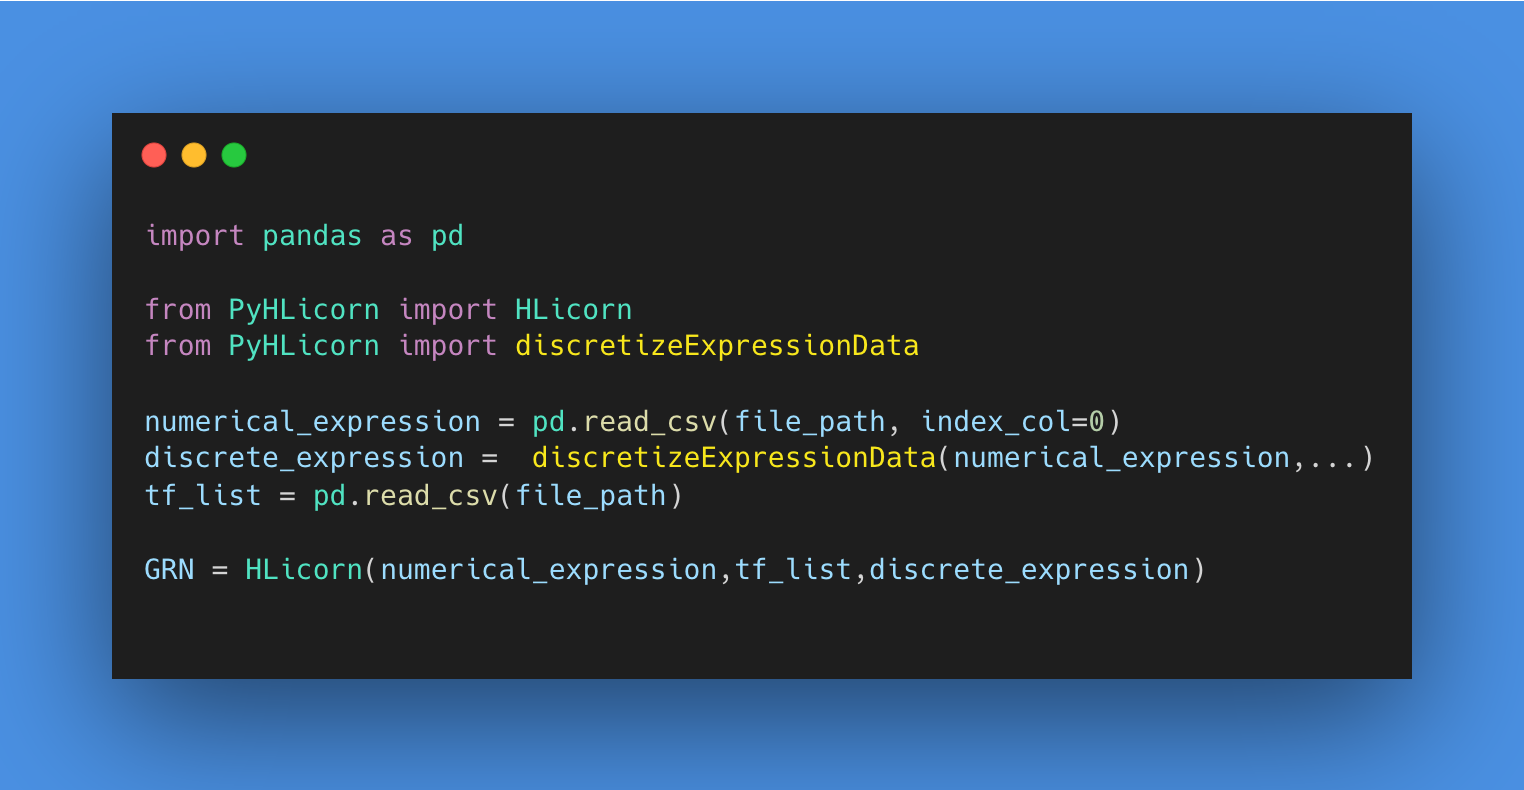 import pandas as pd
from PyHLicorn import HLicorn
from PyHLicorn import discretizeExpressionData
numerical_expression = pd.read_csv(file_path, index_col=0)
discrete_expression =  discretizeExpressionData(numerical_expression,...)
tf_list = pd.read_csv(file_path)
GRN = HLicorn(numerical_expression,tf_list,discrete_expression)